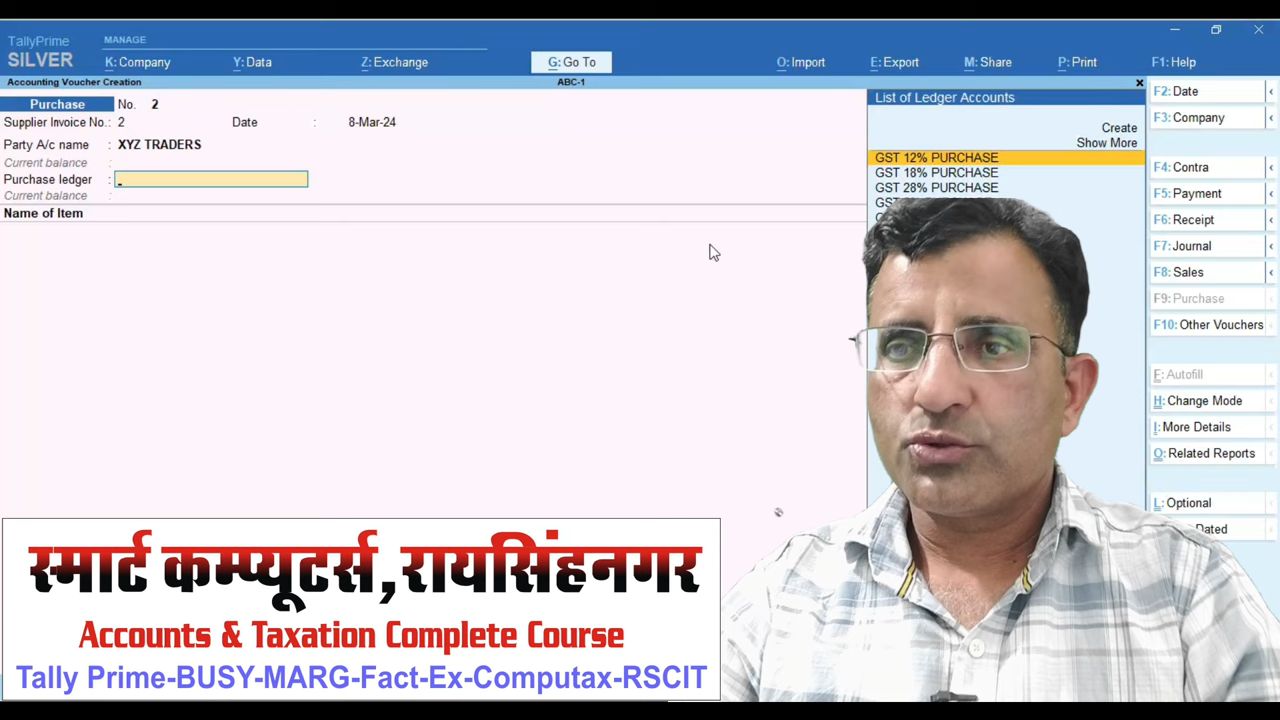 TallyPrime
SILVER
MANAGE
K: Company
Y: Data
Z: Exchange
G: Go To
O: Import
E: Export
M: Share
P: Print
F1: Help
Accounting Voucher Creation
ABC-1
Purchase No. 2
Supplier Invoice No.: 2 Date : 8-Mar-24
Party A/c name : XYZ TRADERS
Current balance :
Purchase ledger :
Current balance :
Name of Item
List of Ledger Accounts
Create
Show More
GST 12% PURCHASE
GST 18% PURCHASE
GST 28% PURCHASE
F2: Date
F3: Company
F4: Contra
F5: Payment
F6: Receipt
F7: Journal
F8: Sales
F9: Purchase
F10: Other Vouchers
F: Autofill
H: Change Mode
I: More Details
O: Related Reports
L: Optional
Dated
स्मार्ट कम्प्यूटर्स,रायसिंहनगर
Accounts & Taxation Complete Course
Tally Prime-BUSY-MARG-Fact-Ex-Computax-RSCIT